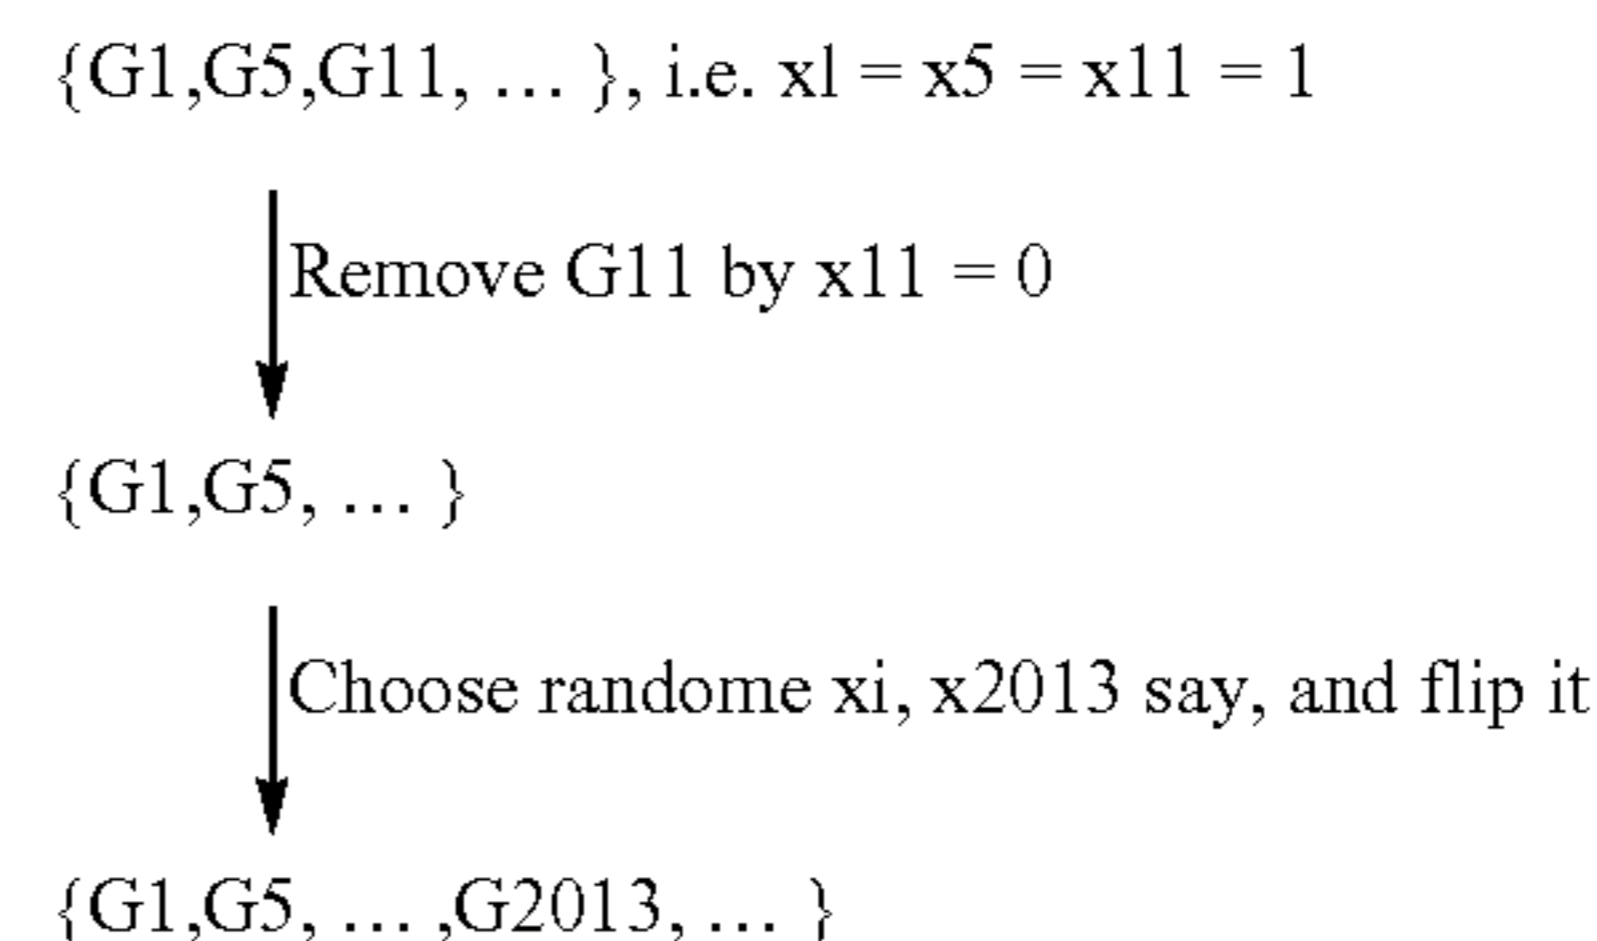 {G1,G5,G11, … }, i.e. xl = x5 = x11 = 1
Remove G11 by x11 = 0
{G1,G5, … }
Choose randome xi, x2013 say, and flip it
{G1,G5, … ,G2013, … }